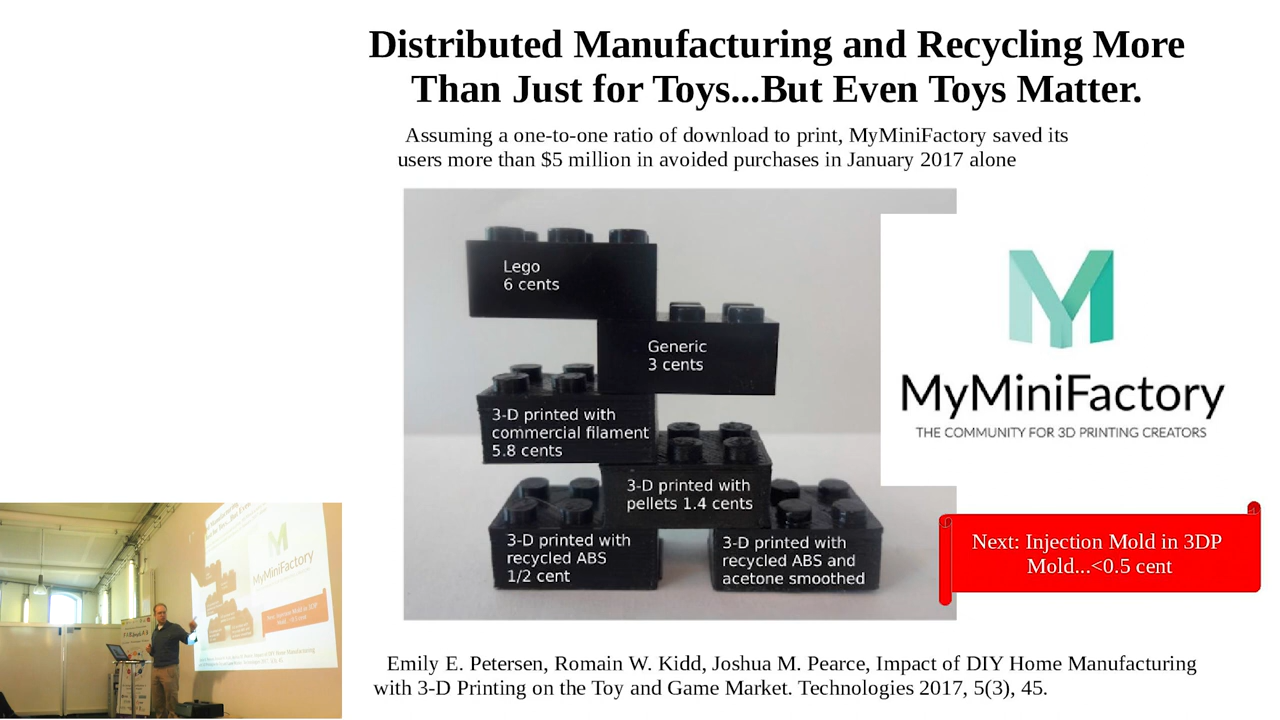 Distributed Manufacturing and Recycling More
Than Just for Toys...But Even Toys Matter.
Assuming a one-to-one ratio of download to print, MyMiniFactory saved its
users more than $5 million in avoided purchases in January 2017 alone
Lego
6 cents
Generic
3 cents
3-D printed with
commercial filament
5.8 cents
3-D printed with
pellets 1.4 cents
3-D printed with
recycled ABS
1/2 cent
3-D printed with
recycled ABS and
acetone smoothed
MyMiniFactory
THE COMMUNITY FOR 3D PRINTING CREATORS
Next: Injection Mold in 3DP
Mold...<0.5 cent
Emily E. Petersen, Romain W. Kidd, Joshua M. Pearce, Impact of DIY Home Manufacturing
with 3-D Printing on the Toy and Game Market. Technologies 2017, 5(3), 45.
MyMiniFactory